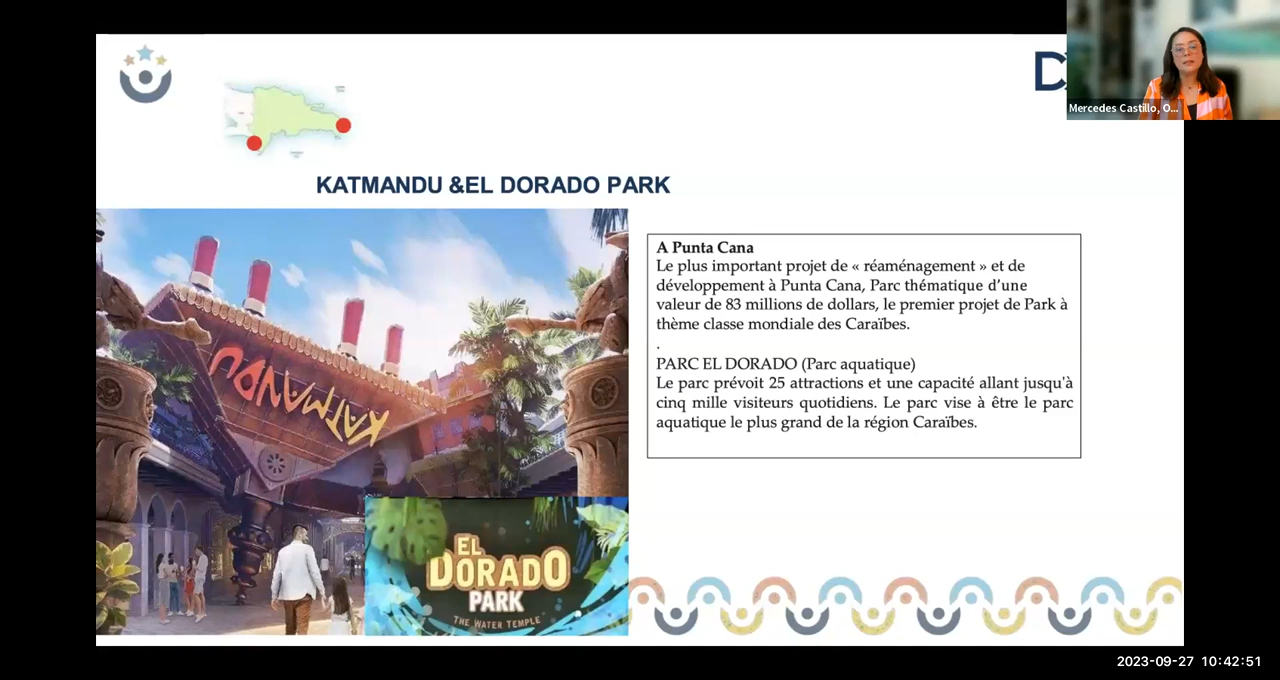 D
Mercedes Castillo, O...
KATMANDU &EL DORADO PARK
KATMANDU
A Punta Cana
Le plus important projet de « réaménagement » et de
développement à Punta Cana, Parc thématique d'une
valeur de 83 millions de dollars, le premier projet de Park à
thème classe mondiale des Caraïbes.
.
PARC EL DORADO (Parc aquatique)
Le parc prévoit 25 attractions et une capacité allant jusqu'à
cinq mille visiteurs quotidiens. Le parc vise à être le parc
aquatique le plus grand de la région Caraïbes.
EL
DORADO
PARK
THE WATER TEMPLE
2023-09-27 10:42:51